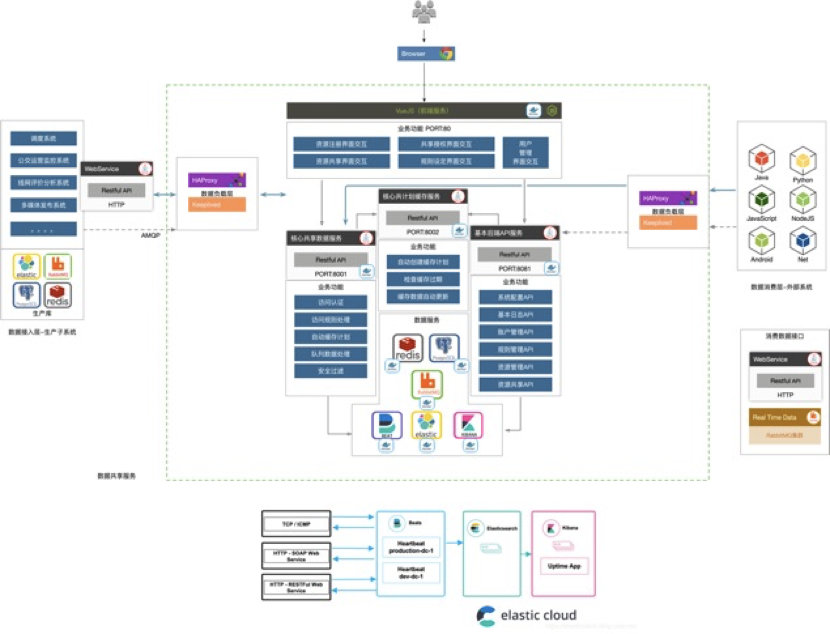 Browser
VueJS（前端服务）
业务功能 PORT:80
资源注册界面交互
共享授权界面交互
用户
管理
界面交互
资源共享界面交互
规则设定界面交互
调度系统
公交运营监控系统
线网评价分析系统
多媒体发布系统
. . . .
elastic
RabbitMQ
PostgreSQL
redis
生产库
数据接入层-生产子系统
WebService
Restful API
HTTP
AMQP
HAProxy
数据负载层
Keeplived
核心共享数据服务
Restful API
PORT:8001
业务功能
访问认证
访问规则处理
自动缓存计划
队列数据处理
安全过滤
核心共计划缓存服务
Restful API
PORT:8002
业务功能
自动创建缓存计划
检查缓存过期
缓存数据自动更新
数据服务
redis
PostgreSQL
RabbitMQ
BEAT
elastic
KIBANA
基本后端API服务
Restful API
PORT:8081
业务功能
系统配置API
基本日志API
账户管理API
规则管理API
资源管理API
资源共享API
HAProxy
数据负载层
Keeplived
Java
Python
JavaScript
NodeJS
Android
Net
数据消费层-外部系统
消费数据接口
WebService
Restful API
HTTP
Real Time Data
RabbitMQ集群
数据共享服务
TCP / ICMP
HTTP - SOAP Web
Service
HTTP - RESTFul Web
Service
Beats
Heartbeat
production-dc-1
Heartbeat
dev-dc-1
Elasticsearch
Kibana
Uptime App
elastic cloud